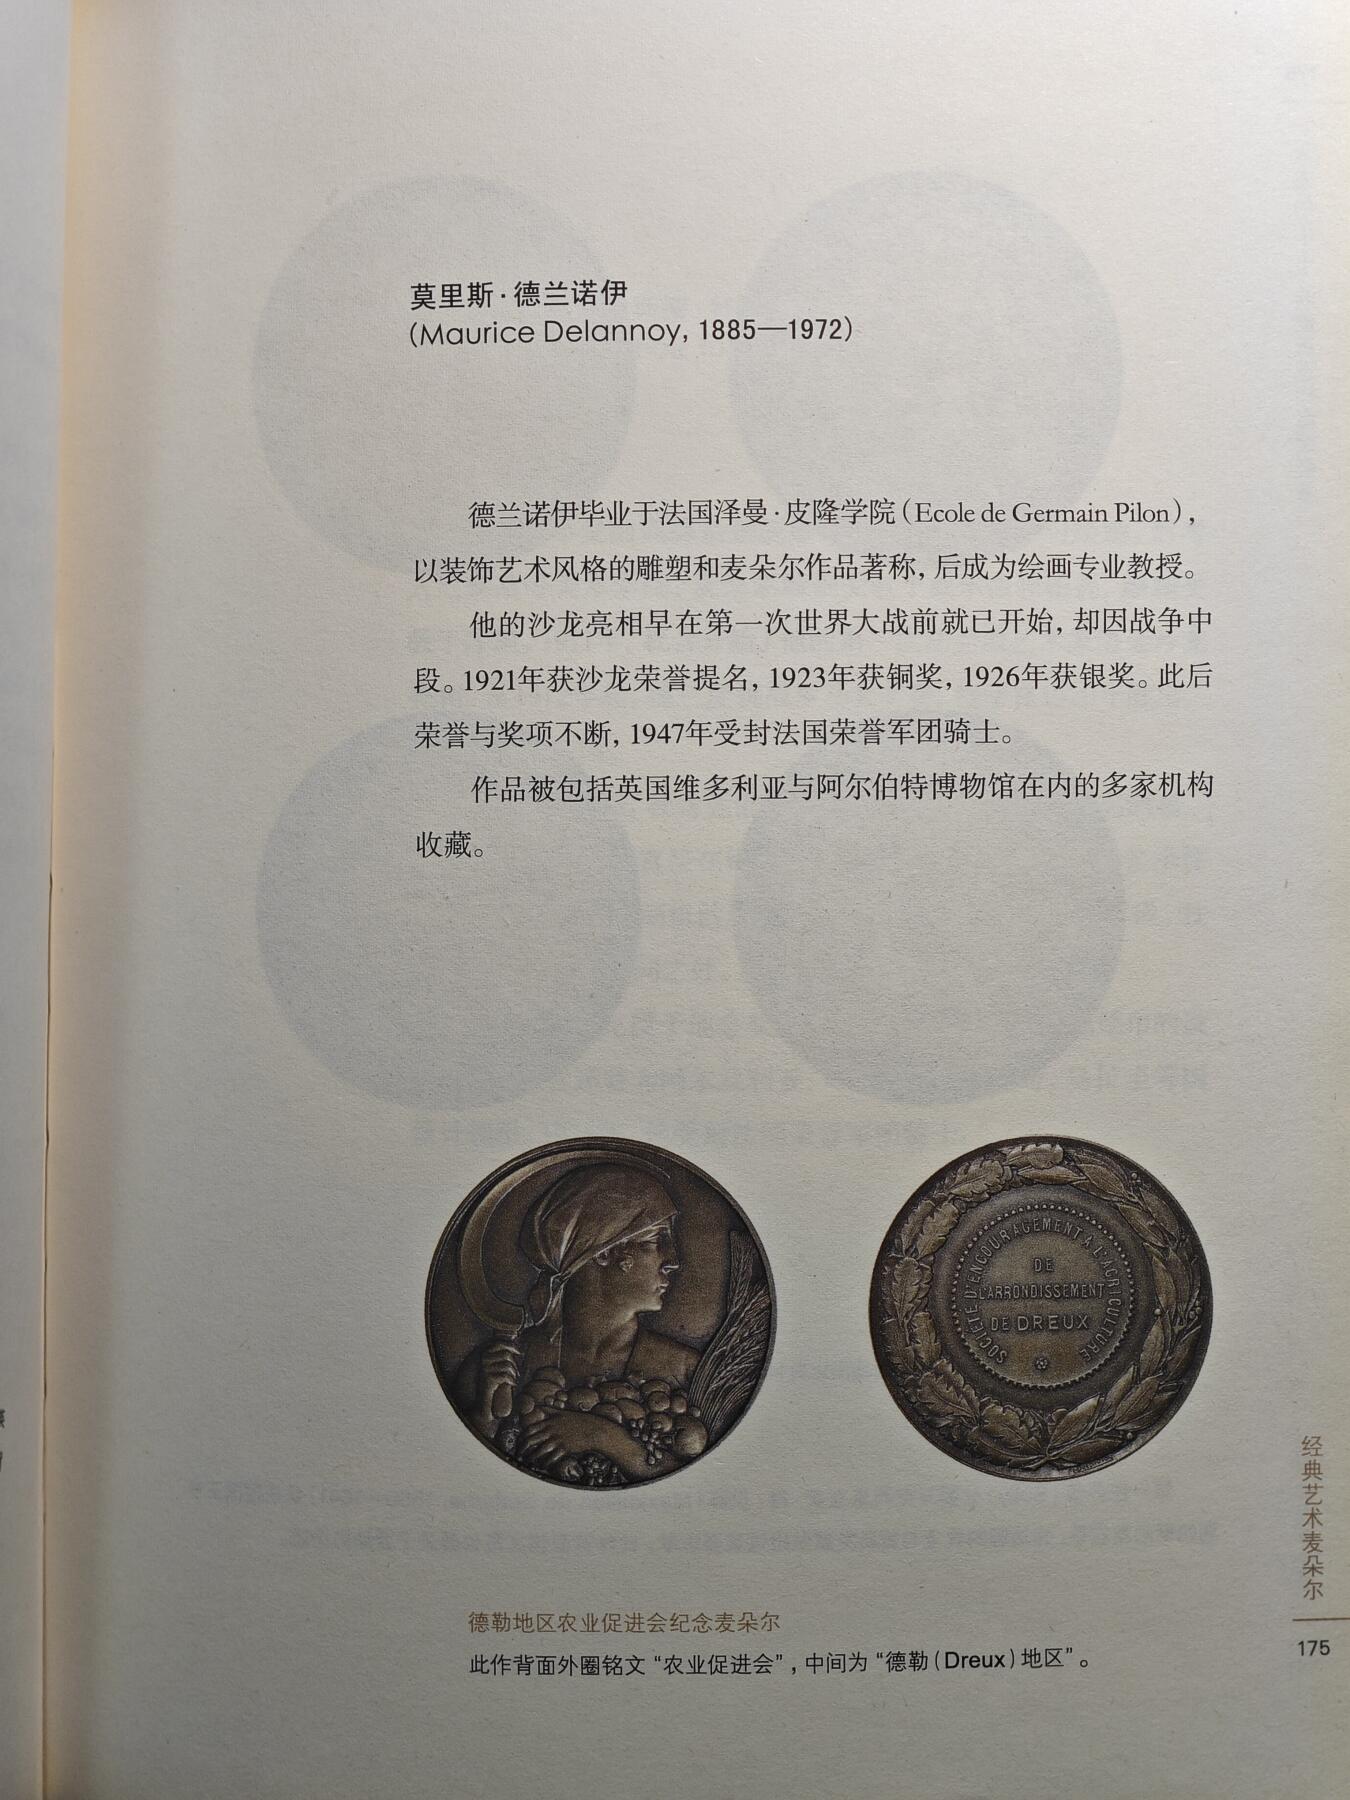 莫里斯·德兰诺伊
(Maurice Delannoy, 1885—1972)
德兰诺伊毕业于法国泽曼·皮隆学院（Ecole de Germain Pilon），
以装饰艺术风格的雕塑和麦朵尔作品著称，后成为绘画专业教授。
他的沙龙亮相早在第一次世界大战前就已开始，却因战争中
段。1921年获沙龙荣誉提名，1923年获铜奖，1926年获银奖。此后
荣誉与奖项不断，1947年受封法国荣誉军团骑士。
作品被包括英国维多利亚与阿尔伯特博物馆在内的多家机构
收藏。
SOCIETE D'ENCOURAGEMENT A L'AGRICULTURE
DE
L'ARRONDISSEMENT
DE DREUX
德勒地区农业促进会纪念麦朵尔
此作背面外圈铭文“农业促进会”，中间为“德勒（Dreux）地区”。
经典艺术麦朵尔
175